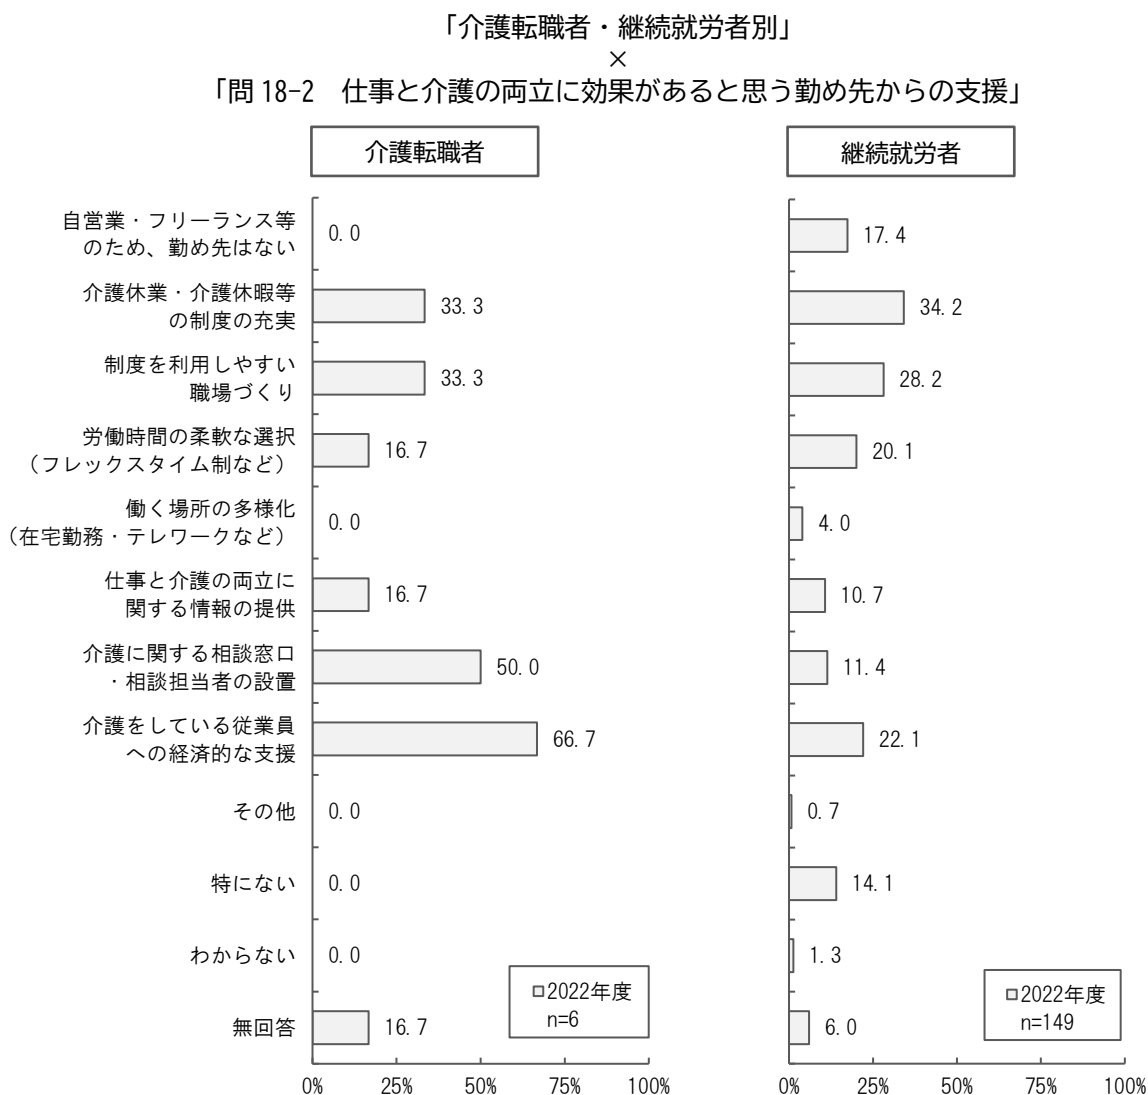 「介護転職者・継続就労者別」
×
「問 18-2　仕事と介護の両立に効果があると思う勤め先からの支援」
介護転職者
継続就労者
自営業・フリーランス等
のため、勤め先はない
0.0
17.4
介護休業・介護休暇等
の制度の充実
33.3
34.2
制度を利用しやすい
職場づくり
33.3
28.2
労働時間の柔軟な選択
（フレックスタイム制など）
16.7
20.1
働く場所の多様化
（在宅勤務・テレワークなど）
0.0
4.0
仕事と介護の両立に
関する情報の提供
16.7
10.7
介護に関する相談窓口
・相談担当者の設置
50.0
11.4
介護をしている従業員
への経済的な支援
66.7
22.1
その他
0.0
0.7
特にない
0.0
14.1
わからない
0.0
1.3
無回答
16.7
6.0
2022年度
n=6
2022年度
n=149
0% 25% 50% 75% 100%
0% 25% 50% 75% 100%